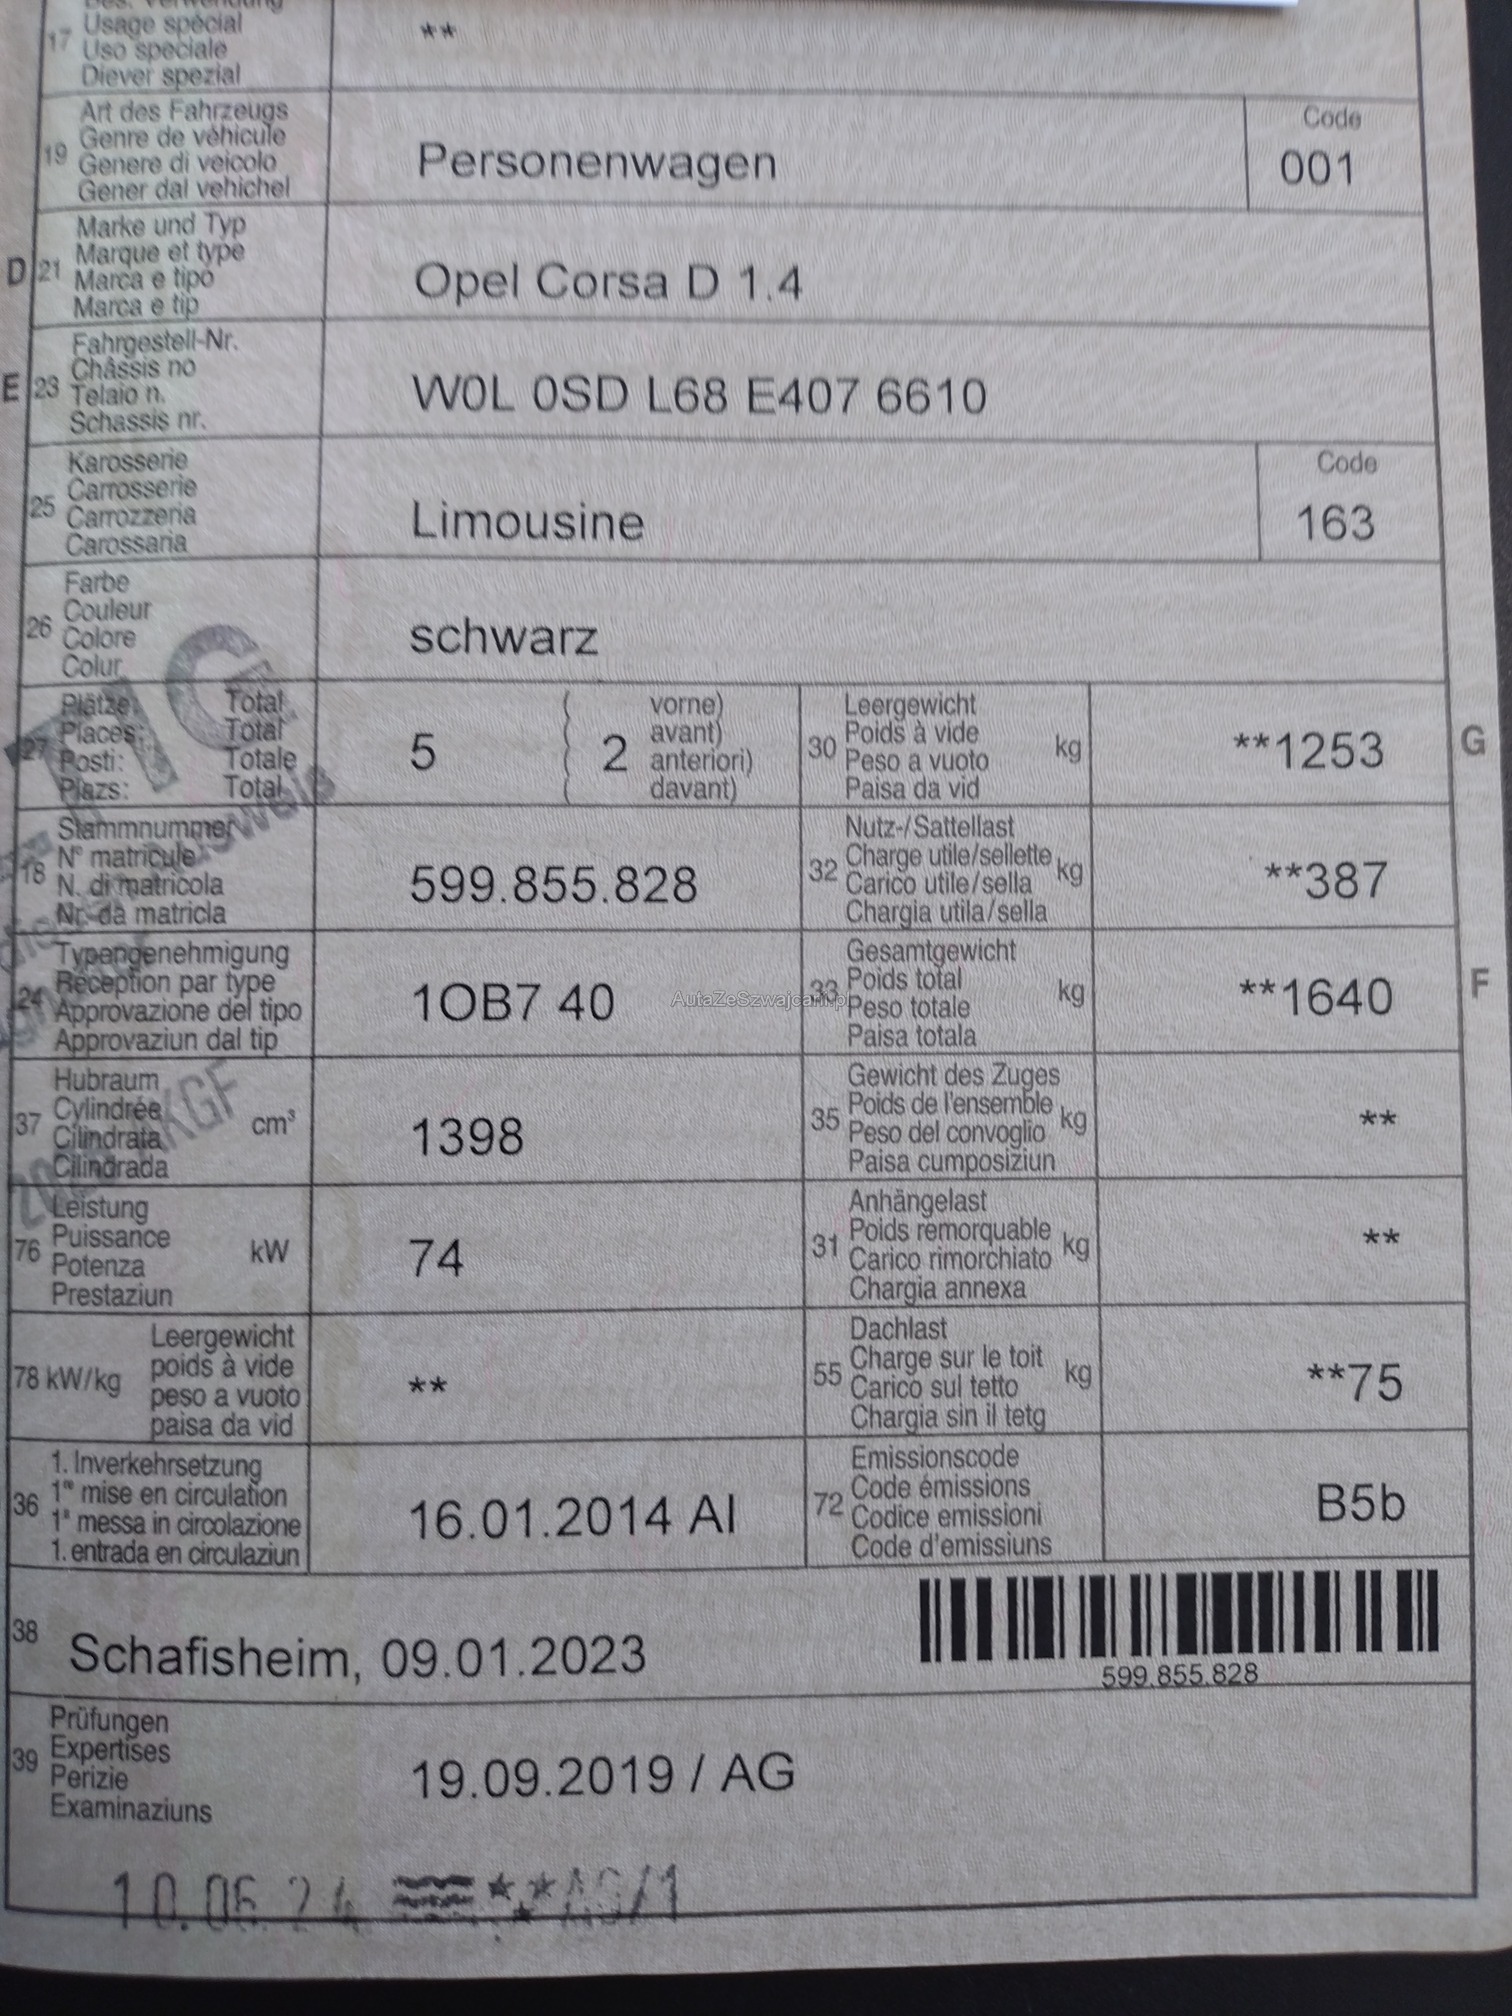 17 Usage spécial **
Uso speciale
Diever spezial
Art des Fahrzeugs Code
19 Genre de véhicule Personenwagen 001
Genere di veicolo
Gener dal vehichel
Marke und Typ
D 21 Marque et type Opel Corsa D 1.4
Marca e tipo
Marca e tip
Fahrgestell-Nr.
E 23 Châssis no W0L 0SD L68 E407 6610
Telaio n.
Schassis nr.
Karosserie Code
25 Carrosserie Limousine 163
Carrozzeria
Carossaria
Farbe
26 Couleur schwarz
Colore
Colur
Plätze: Total vorne) Leergewicht
27 Places: Total 5 ( 2 avant) 30 Poids à vide kg **1253 G
Posti: Totale anteriori) Peso a vuoto
Plazs: Total davant) Paisa da vid
Stammnummer Nutz-/Sattellast
18 N° matricule 599.855.828 32 Charge utile/sellette kg **387
N. di matricola Carico utile/sella
Nr. da matricla Chargia utila/sella
Typengenehmigung Gesamtgewicht
24 Réception par type 1OB7 40 33 Poids total kg **1640 F
Approvazione del tipo Peso totale
Approvaziun dal tip Paisa totala
AutaZeSzwajcarii.pl
Hubraum Gewicht des Zuges
37 Cylindrée cm³ 1398 35 Poids de l'ensemble kg **
Cilindrata Peso del convoglio
Cilindrada Paisa cumposiziun
Leistung Anhängelast
76 Puissance kW 74 31 Poids remorquable kg **
Potenza Carico rimorchiato
Prestaziun Chargia annexa
Leergewicht Dachlast
78 kW/kg poids à vide ** 55 Charge sur le toit kg **75
peso a vuoto Carico sul tetto
paisa da vid Chargia sin il tetg
1. Inverkehrsetzung Emissionscode
36 1re mise en circulation 16.01.2014 AI 72 Code émissions B5b
1a messa in circolazione Codice emissioni
1. entrada en circulaziun Code d'emissiuns
38 Schafisheim, 09.01.2023
599.855.828
Prüfungen
39 Expertises 19.09.2019 / AG
Perizie
Examinaziuns
10.06.24 **AG/1